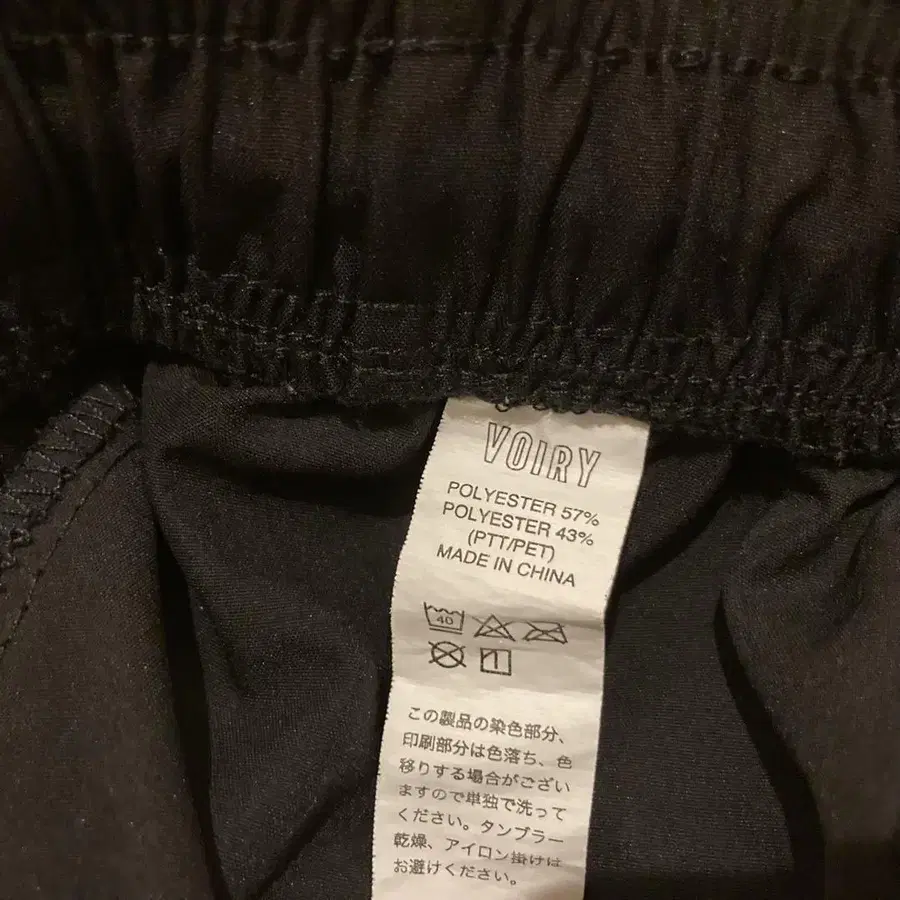 VOIRY
POLYESTER 57%
POLYESTER 43%
(PTT/PET)
MADE IN CHINA
40
この製品の染色部分、
印刷部分は色落ち、色
移りする場合がござい
ますので単独で洗って
ください。タンブラー
乾燥、アイロン掛けは
お避けください。